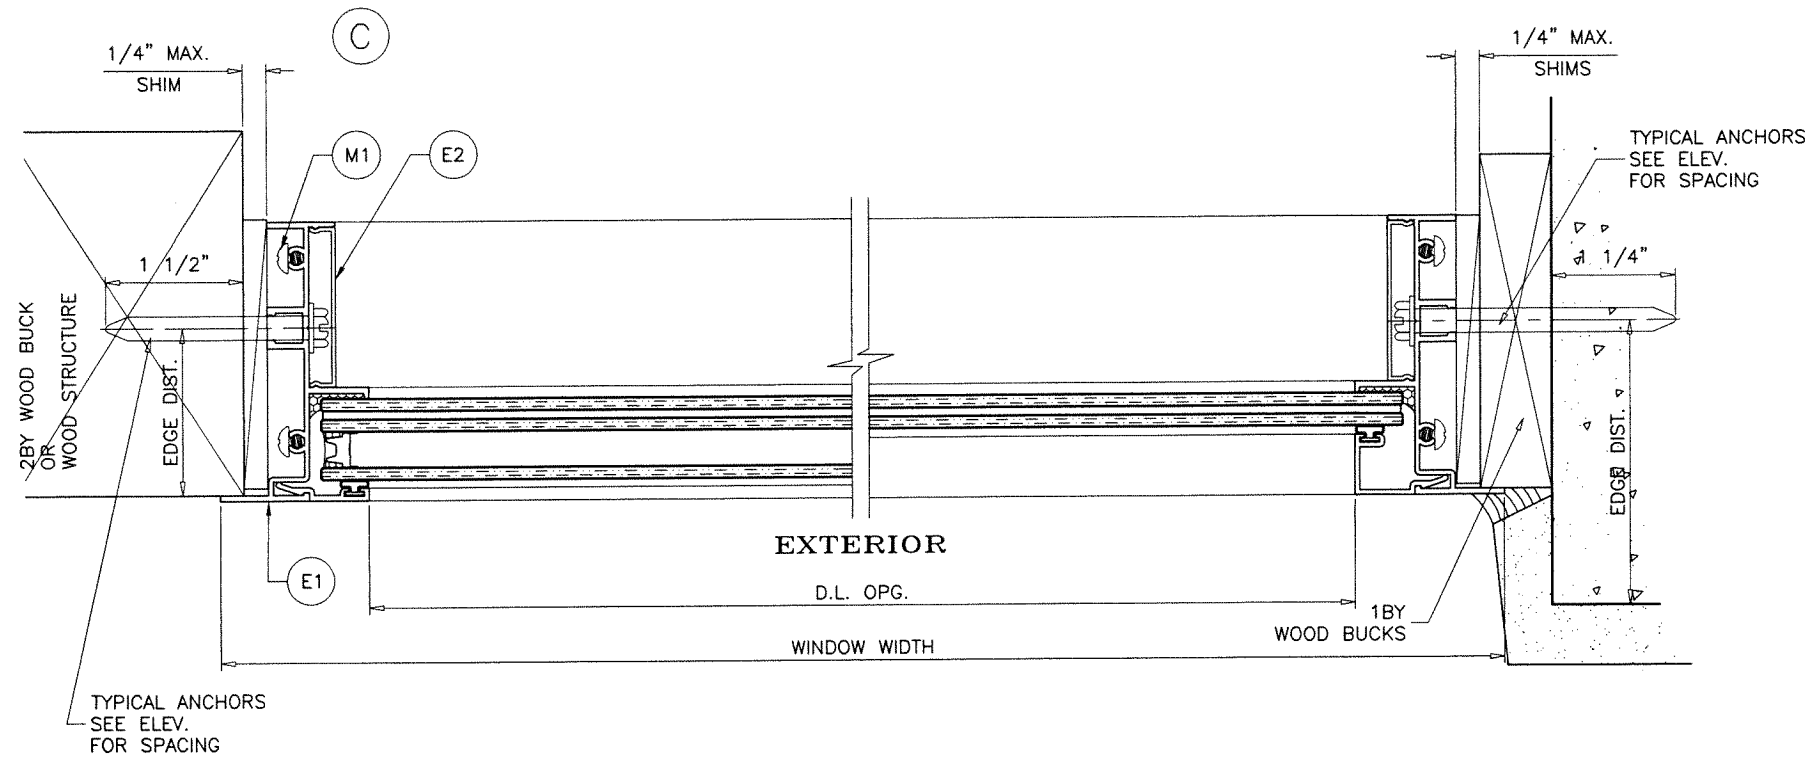 C
1/4" MAX.
SHIM
1/4" MAX.
SHIMS
M1
E2
TYPICAL ANCHORS
SEE ELEV.
FOR SPACING
1 1/2"
1 1/4"
2BY WOOD BUCK
OR
WOOD STRUCTURE
EDGE DIST.
EDGE DIST.
EXTERIOR
E1
D.L. OPG.
1BY
WOOD BUCKS
WINDOW WIDTH
TYPICAL ANCHORS
SEE ELEV.
FOR SPACING